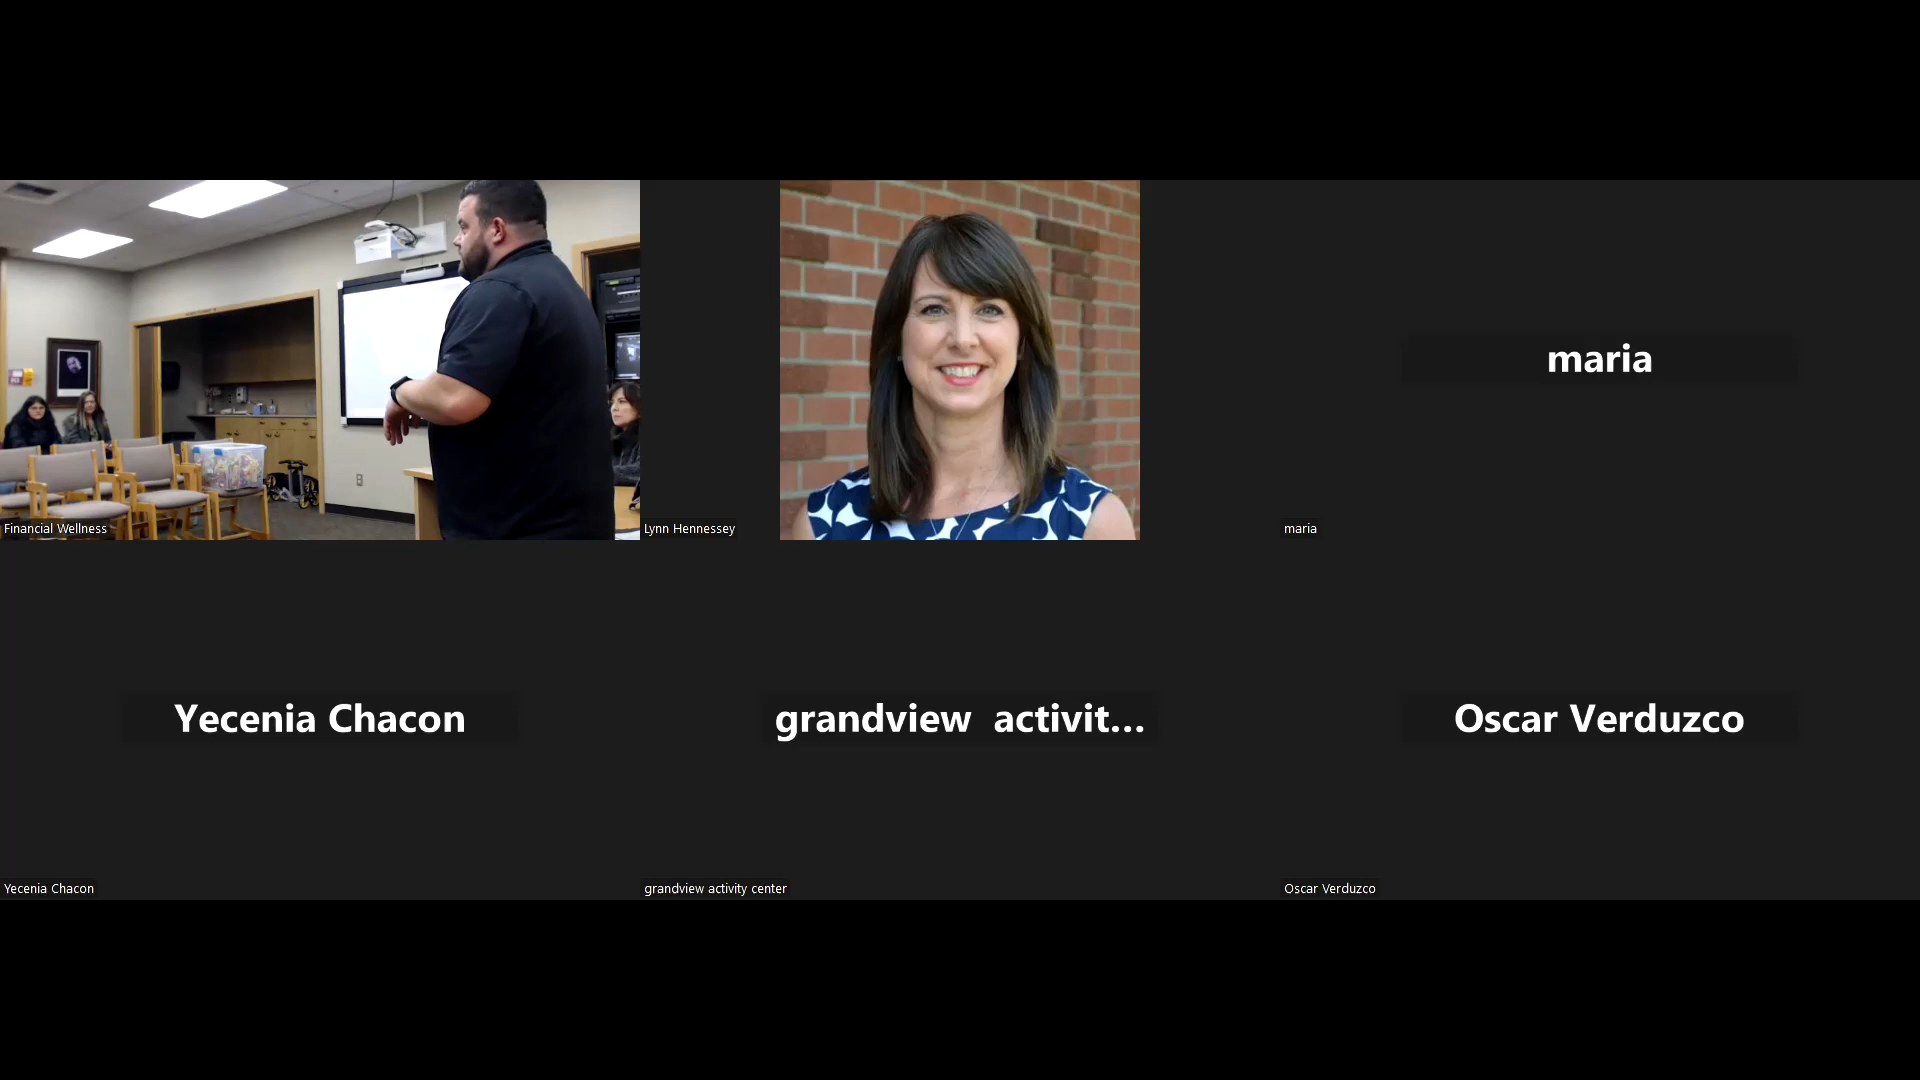 maria
Financial Wellness
Lynn Hennessey
maria
Yecenia Chacon
grandview activit...
Oscar Verduzco
Yecenia Chacon
grandview activity center
Oscar Verduzco